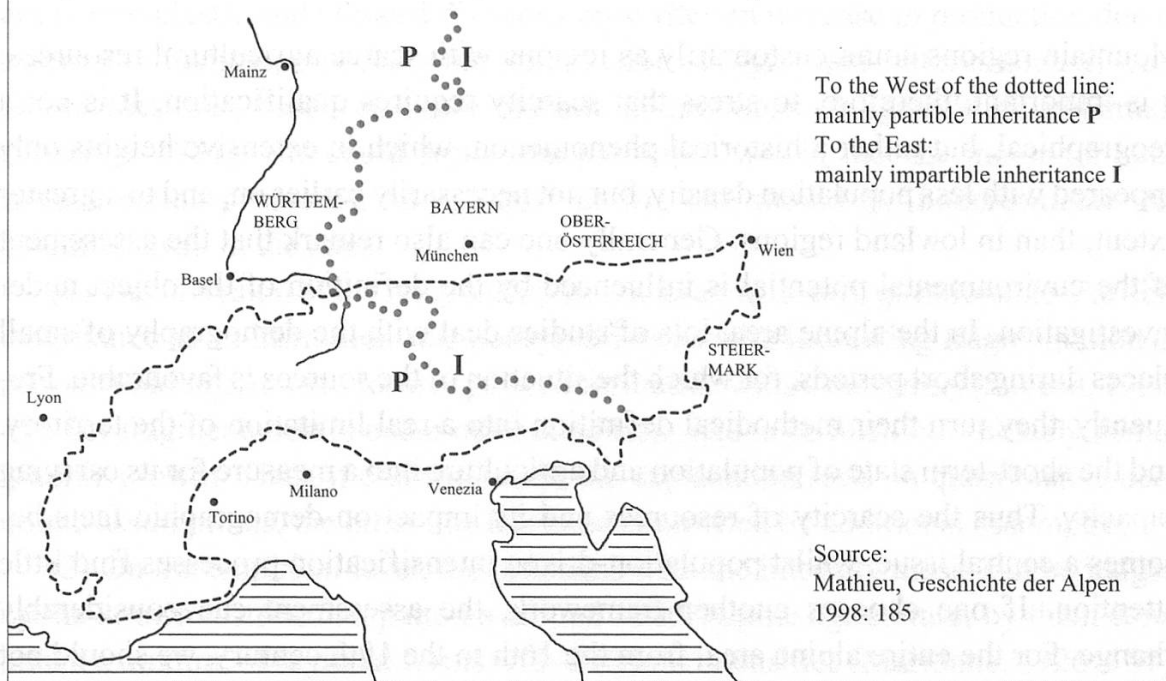 P I
Mainz
To the West of the dotted line:
mainly partible inheritance P
To the East:
mainly impartible inheritance I
WÜRTTEM-
BERG
BAYERN
OBER-
ÖSTERREICH
München
Wien
Basel
STEIER-
MARK
P I
Lyon
Milano
Venezia
Torino
Source:
Mathieu, Geschichte der Alpen
1998:185